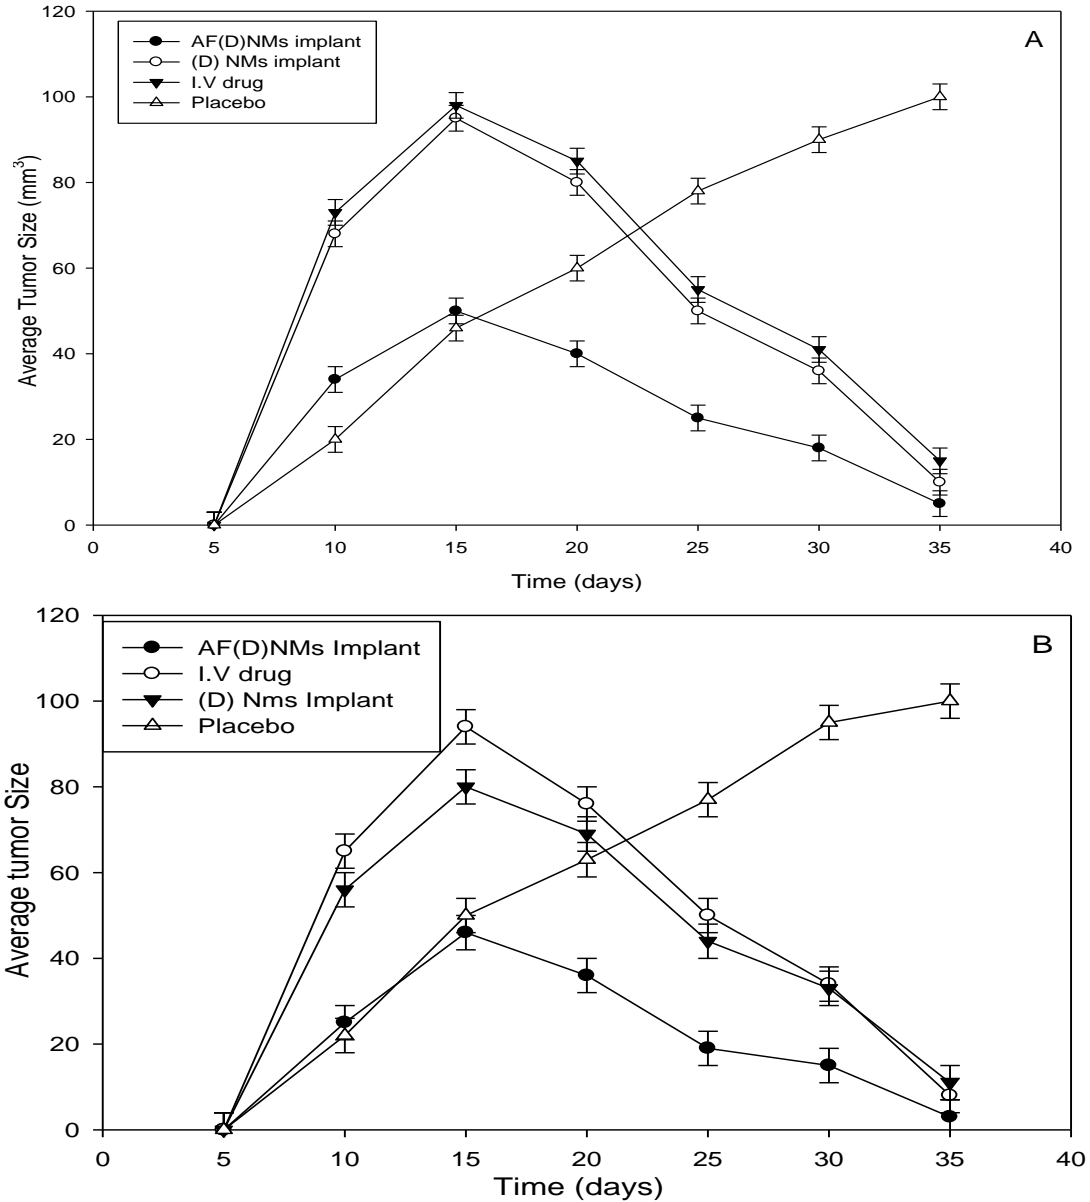 120
100
80
60
40
20
0
Average Tumor Size (mm³)
AF(D)NMs implant
(D) NMs implant
I.V drug
Placebo
A
0 5 10 15 20 25 30 35 40
Time (days)
120
100
80
60
40
20
0
Average tumor Size
AF(D)NMs Implant
I.V drug
(D) Nms Implant
Placebo
B
0 5 10 15 20 25 30 35 40
Time (days)